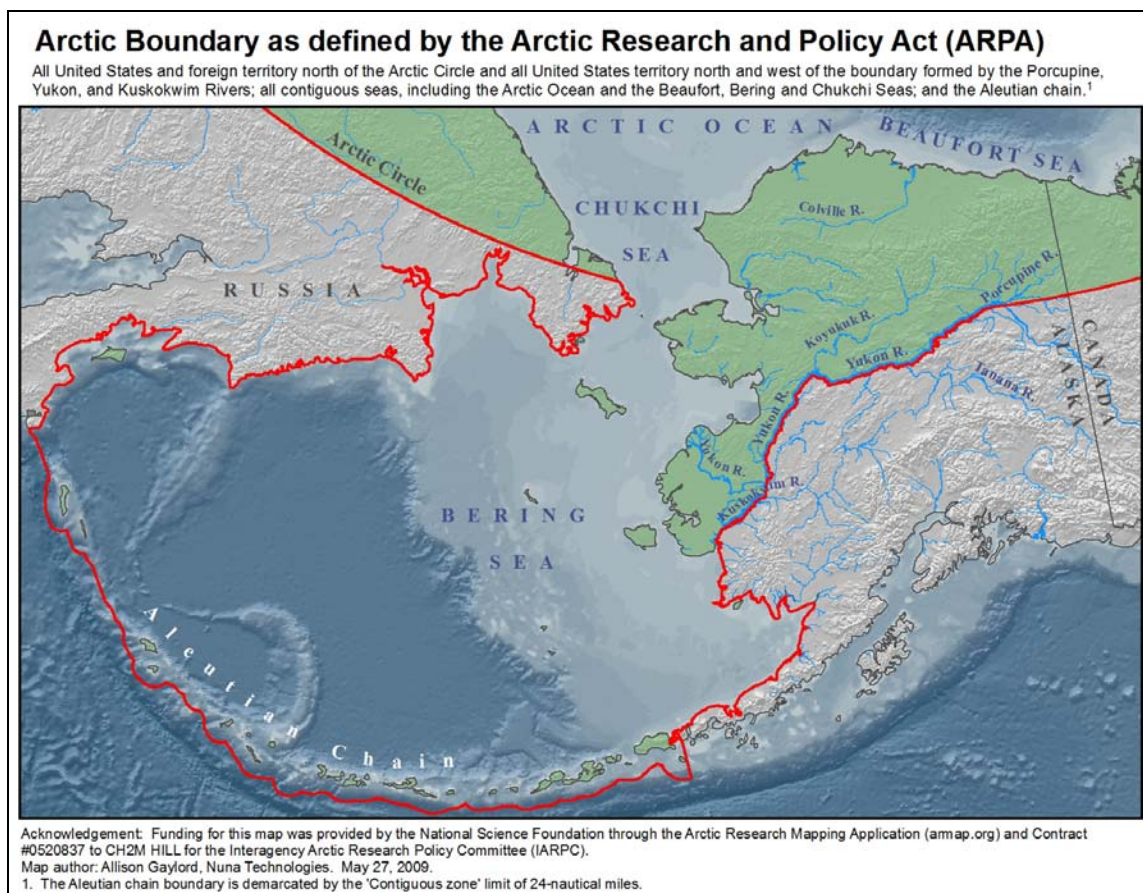 Arctic Boundary as defined by the Arctic Research and Policy Act (ARPA)
All United States and foreign territory north of the Arctic Circle and all United States territory north and west of the boundary formed by the Porcupine,
Yukon, and Kuskokwim Rivers; all contiguous seas, including the Arctic Ocean and the Beaufort, Bering and Chukchi Seas; and the Aleutian chain.¹
ARCTIC OCEAN
BEAUFORT SEA
Arctic Circle
CHUKCHI
SEA
Colville R.
RUSSIA
Porcupine R.
Koyukuk R.
Yukon R.
Tanana R.
ALASKA
CANADA
Yukon R.
Yukon R.
Kuskokwim R.
BERING
SEA
Aleutian
Chain
Acknowledgement: Funding for this map was provided by the National Science Foundation through the Arctic Research Mapping Application (armap.org) and Contract
#0520837 to CH2M HILL for the Interagency Arctic Research Policy Committee (IARPC).
Map author: Allison Gaylord, Nuna Technologies. May 27, 2009.
1. The Aleutian chain boundary is demarcated by the 'Contiguous zone' limit of 24-nautical miles.